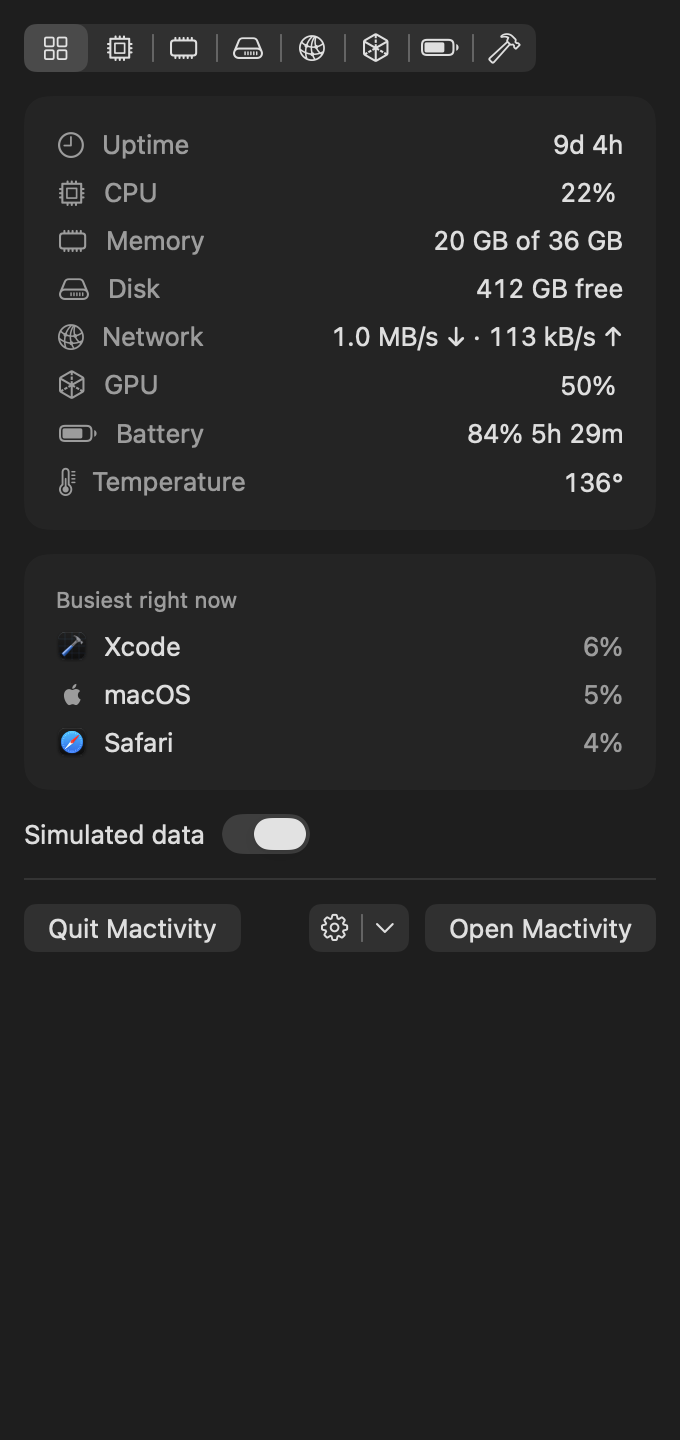 Uptime 9d 4h
CPU 22%
Memory 20 GB of 36 GB
Disk 412 GB free
Network 1.0 MB/s ↓ · 113 kB/s ↑
GPU 50%
Battery 84% 5h 29m
Temperature 136°
Busiest right now
Xcode 6%
macOS 5%
Safari 4%
Simulated data
Quit Mactivity Open Mactivity